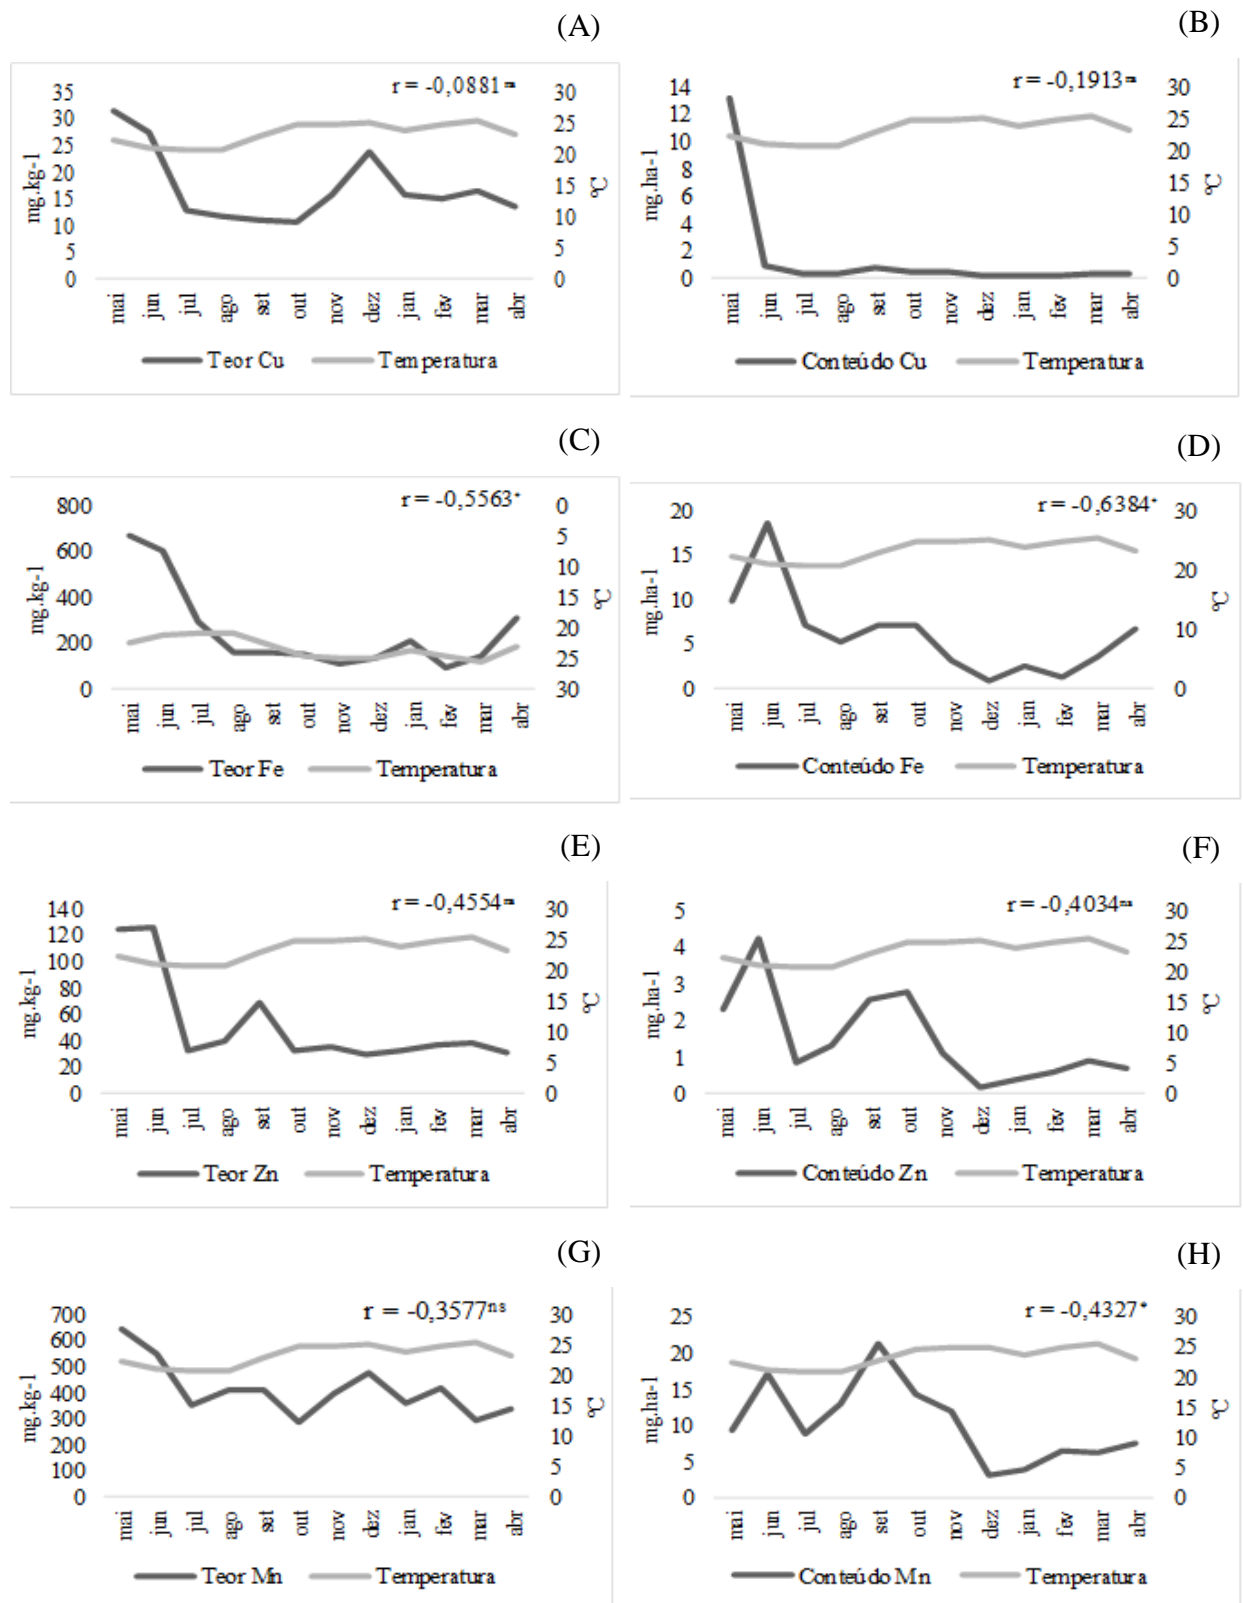 (A)
r = -0,0881ns
mg.kg-1
35
30
25
20
15
10
5
0
30
25
20
15
10
5
0
°C
mai
jun
jul
ago
set
out
nov
dez
jan
fev
mar
abr
Teor Cu
Temperatura
(B)
r = -0,1913ns
mg.ha-1
14
12
10
8
6
4
2
0
30
25
20
15
10
5
0
°C
mai
jun
jul
ago
set
out
nov
dez
jan
fev
mar
abr
Conteúdo Cu
Temperatura
(C)
r = -0,5563*
mg.kg-1
800
600
400
200
0
0
5
10
15
20
25
30
°C
mai
jun
jul
ago
set
out
nov
dez
jan
fev
mar
abr
Teor Fe
Temperatura
(D)
r = -0,6384*
mg.ha-1
20
15
10
5
0
30
20
10
0
°C
mai
jun
jul
ago
set
out
nov
dez
jan
fev
mar
abr
Conteúdo Fe
Temperatura
(E)
r = -0,4554ns
mg.kg-1
140
120
100
80
60
40
20
0
30
25
20
15
10
5
0
°C
mai
jun
jul
ago
set
out
nov
dez
jan
fev
mar
abr
Teor Zn
Temperatura
(F)
r = -0,4034ns
mg.ha-1
5
4
3
2
1
0
30
25
20
15
10
5
0
°C
mai
jun
jul
ago
set
out
nov
dez
jan
fev
mar
abr
Conteúdo Zn
Temperatura
(G)
r = -0,3577ns
mg.kg-1
700
600
500
400
300
200
100
0
30
25
20
15
10
5
0
°C
mai
jun
jul
ago
set
out
nov
dez
jan
fev
mar
abr
Teor Mn
Temperatura
(H)
r = -0,4327*
mg.ha-1
25
20
15
10
5
0
30
25
20
15
10
5
0
°C
mai
jun
jul
ago
set
out
nov
dez
jan
fev
mar
abr
Conteúdo Mn
Temperatura